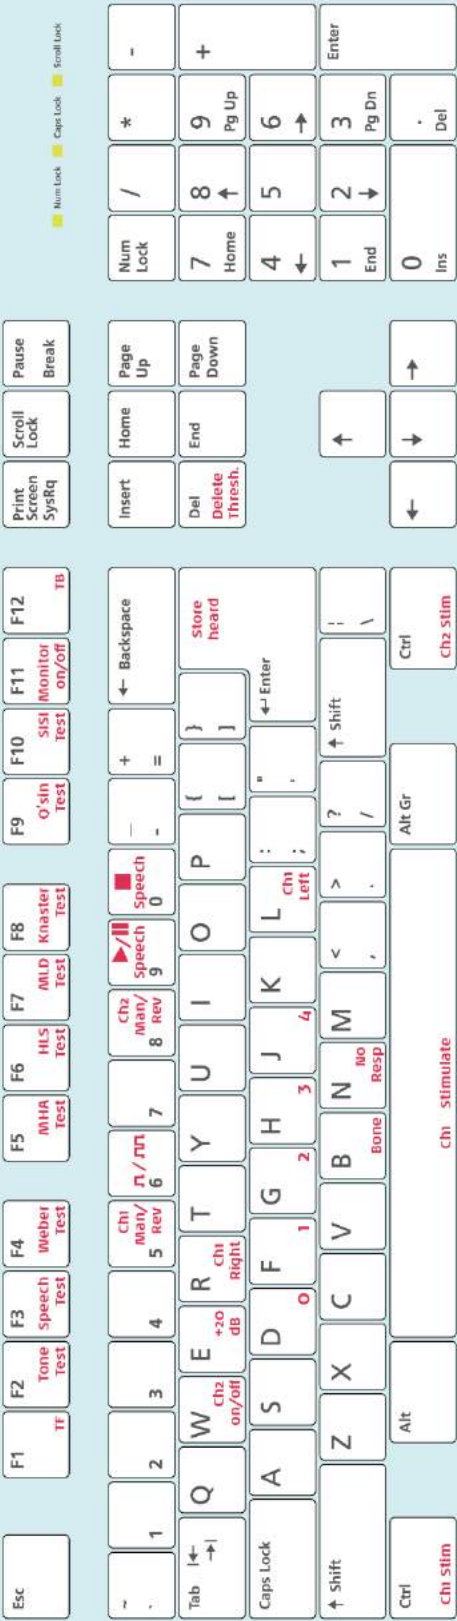 Esc
F1 TF
F2 Tone Test
F3 Speech Test
F4 Weber Test
F5 MHA Test
F6 HLS Test
F7 MLD Test
F8 Knaster Test
F9 Q'sin Test
F10 SISI Test
F11 Monitor on/off
F12 TB
Print Screen SysRq
Scroll Lock
Pause Break
Num Lock
Caps Lock
Scroll Lock
~ `
1
2
3
4
Ch1 Man/Rev 5
⎍ / ⎍⎍ 6
7
Ch2 Man/Rev 8
▶/❚❚ Speech 9
■ Speech 0
_ -
+ =
← Backspace
Insert
Home
Page Up
Num Lock
/
*
-
Tab |← →|
Q
W Ch2 on/off
E +20 dB
R Ch1 Right
T
Y
U
I
O
P
{ [
} ]
Store heard
↵ Enter
Del Delete Thresh.
End
Page Down
7 Home
8 ↑
9 Pg Up
+
Caps Lock
A
S
D 0
F 1
G 2
H 3
J 4
K
L Ch1 Left
: ;
" '
4 ←
5
6 →
↑ Shift
Z
X
C
V
B Bone
N No Resp
M
< ,
> .
? /
↑ Shift
¦ \
↑
1 End
2 ↓
3 Pg Dn
Enter
Ctrl Ch1 Stim
Alt
Ch1 Stimulate
Alt Gr
Ctrl Ch2 Stim
←
↓
→
0 Ins
. Del